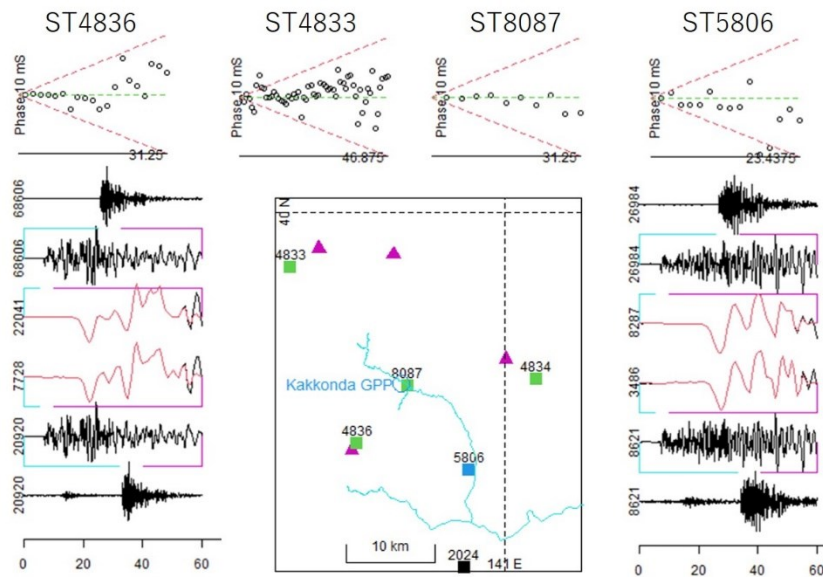 ST4836
ST4833
ST8087
ST5806
Phase 10 mS
31.25
Phase 10 mS
46.875
Phase 10 mS
31.25
Phase 10 mS
23.4375
68606
68606
22041
7728
20920
20920
0 20 40 60
40 N
4833
8087
4834
Kakkonda GPP
4836
5806
10 km
2024
141 E
26984
26984
8287
3486
8621
8621
0 20 40 60